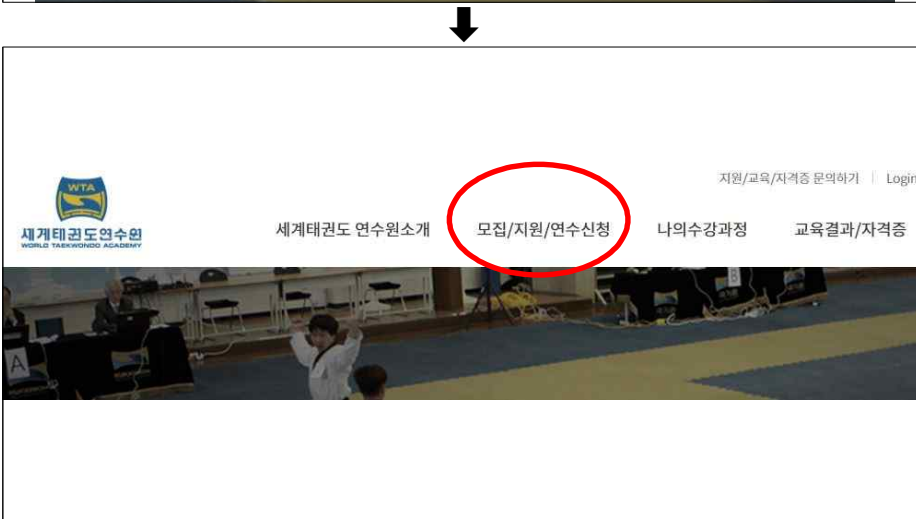 지원/교육/자격증 문의하기 | Login
WTA
세계태권도연수원
WORLD TAEKWONDO ACADEMY
세계태권도 연수원소개 모집/지원/연수신청 나의수강과정 교육결과/자격증
A
B